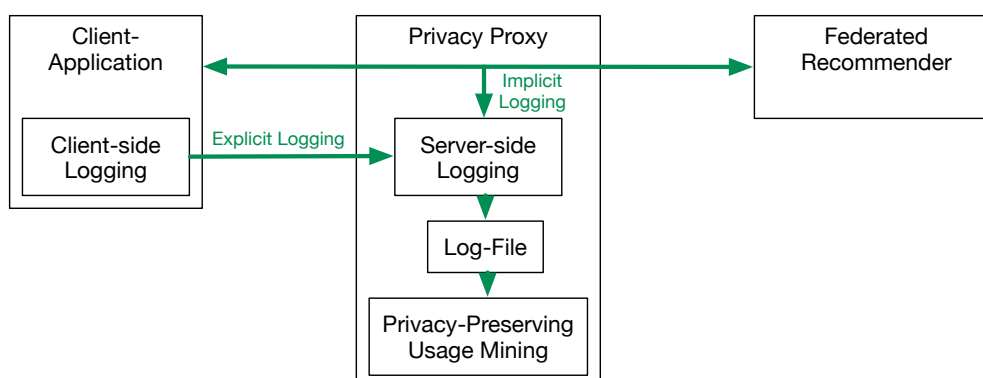 Client-
Application
Privacy Proxy
Federated
Recommender
Implicit
Logging
Explicit Logging
Client-side
Logging
Server-side
Logging
Log-File
Privacy-Preserving
Usage Mining